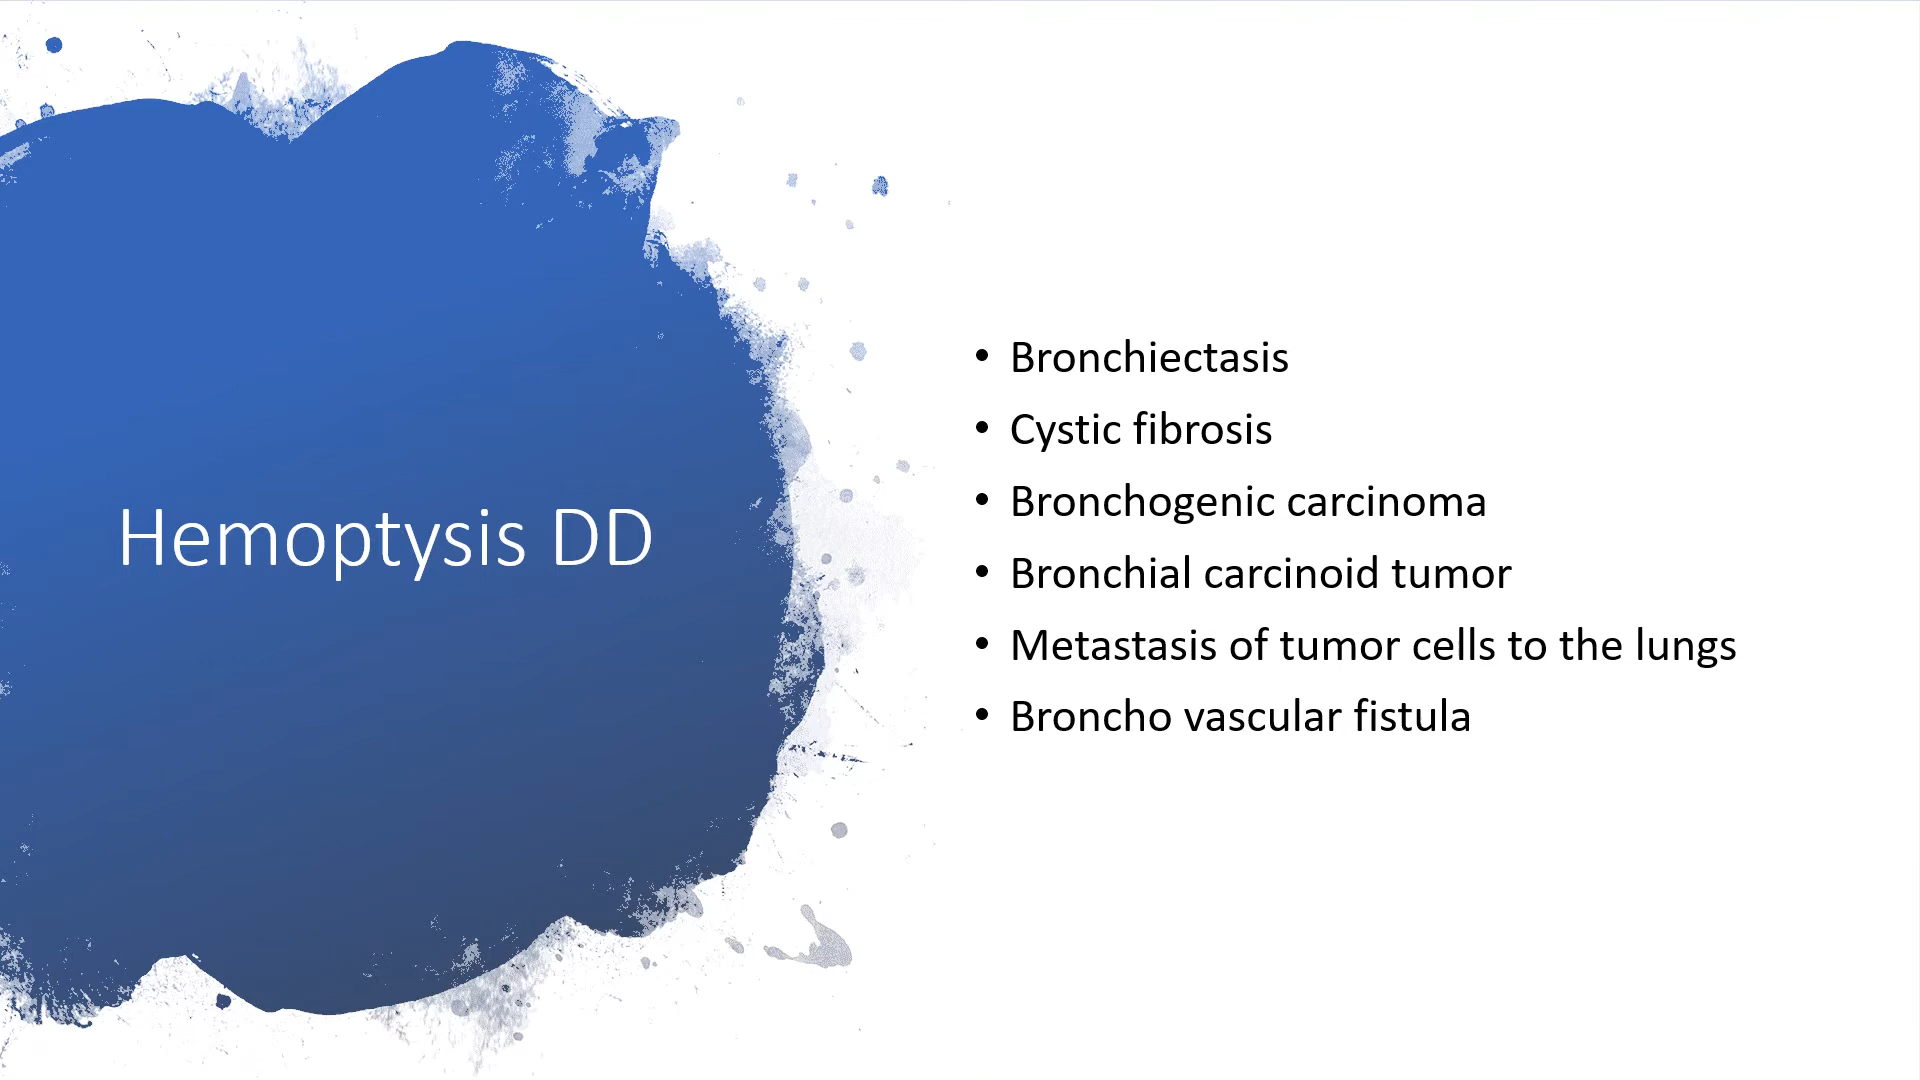 Hemoptysis DD
• Bronchiectasis
• Cystic fibrosis
• Bronchogenic carcinoma
• Bronchial carcinoid tumor
• Metastasis of tumor cells to the lungs
• Broncho vascular fistula